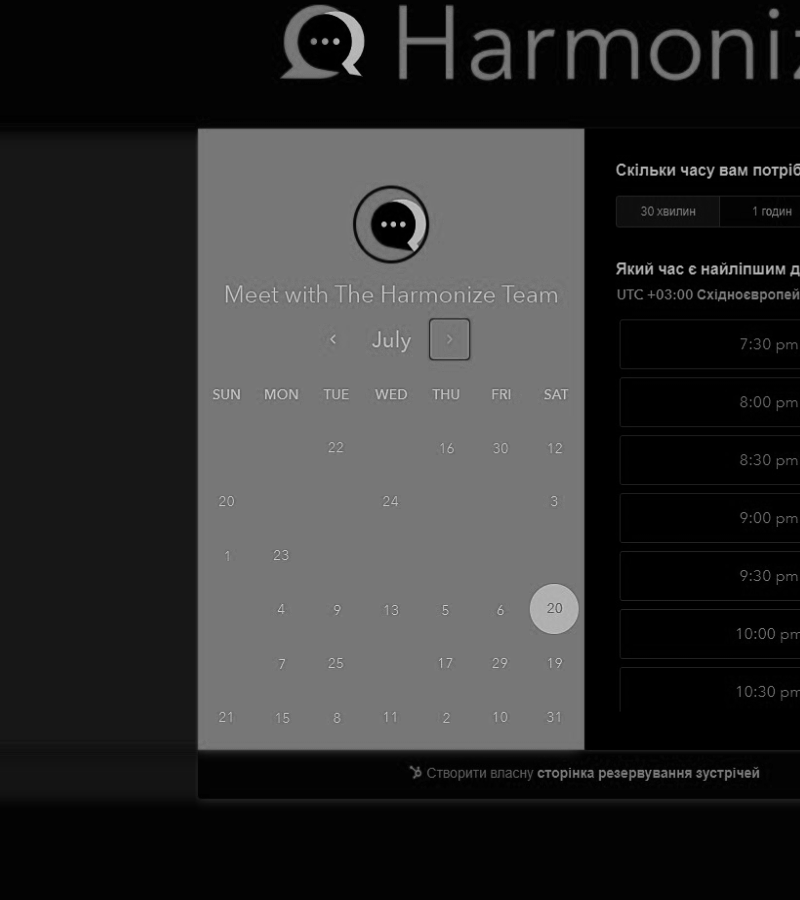 Harmoniz
Meet with The Harmonize Team
July
SUN MON TUE WED THU FRI SAT
22 16 30 12
20 24 3
1 23
4 9 13 5 6 20
7 25 17 29 19
21 15 8 11 2 10 31
Скільки часу вам потріб
30 хвилин 1 годин
Який час є найліпшим д
UTC +03:00 Східноєвропей
7:30 pm
8:00 pm
8:30 pm
9:00 pm
9:30 pm
10:00 pm
10:30 pm
Створити власну сторінка резервування зустрічей